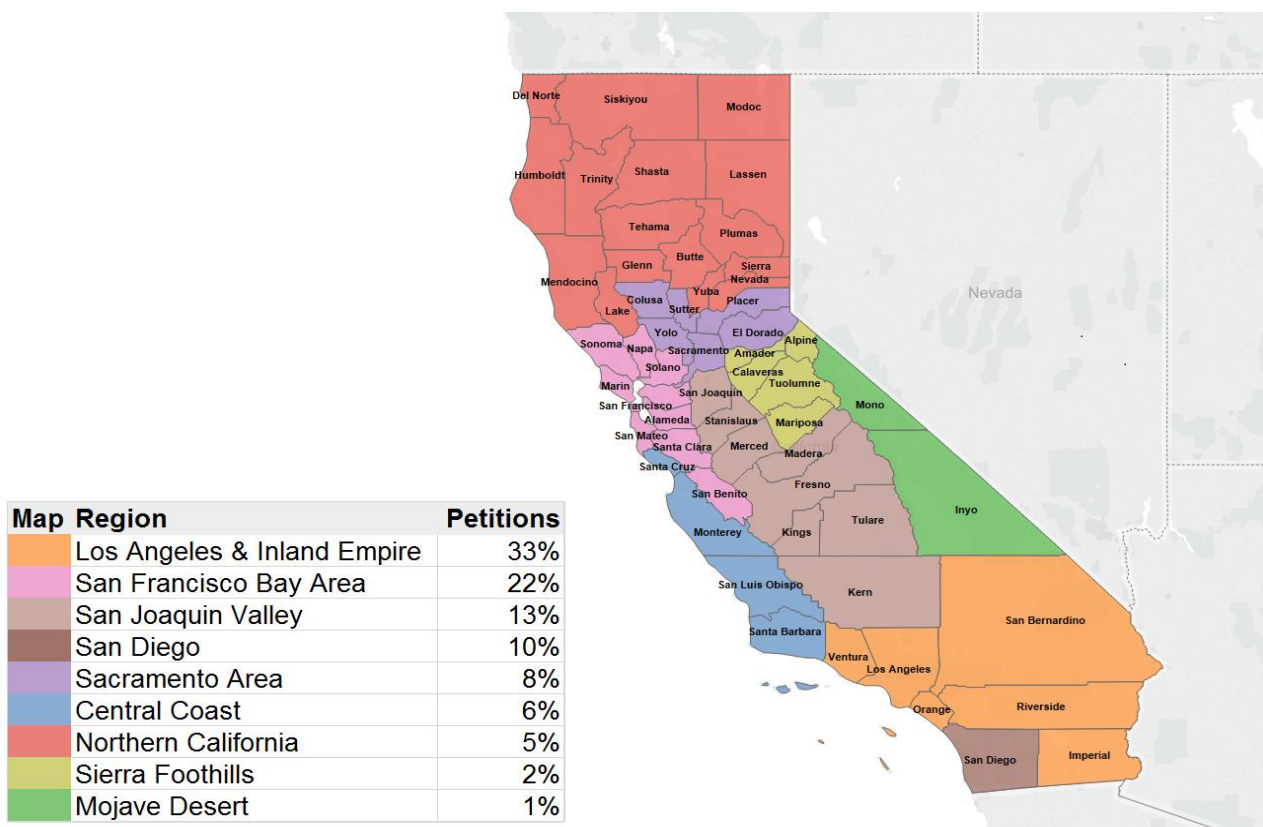 Del Norte
Siskiyou
Modoc
Humboldt
Trinity
Shasta
Lassen
Tehama
Plumas
Butte
Glenn
Sierra
Nevada
Mendocino
Yuba
Colusa
Placer
Lake
Sutter
Nevada
Yolo
El Dorado
Sonoma
Napa
Sacramento
Amador
Alpine
Solano
Calaveras
Marin
Tuolumne
San Joaquin
San Francisco
Mono
Alameda
Stanislaus
Mariposa
San Mateo
Santa Clara
Merced
Madera
Santa Cruz
Fresno
San Benito
Inyo
Tulare
Monterey
Kings
San Luis Obispo
Kern
San Bernardino
Santa Barbara
Ventura
Los Angeles
Orange
Riverside
San Diego
Imperial
Map Region Petitions
Los Angeles & Inland Empire 33%
San Francisco Bay Area 22%
San Joaquin Valley 13%
San Diego 10%
Sacramento Area 8%
Central Coast 6%
Northern California 5%
Sierra Foothills 2%
Mojave Desert 1%